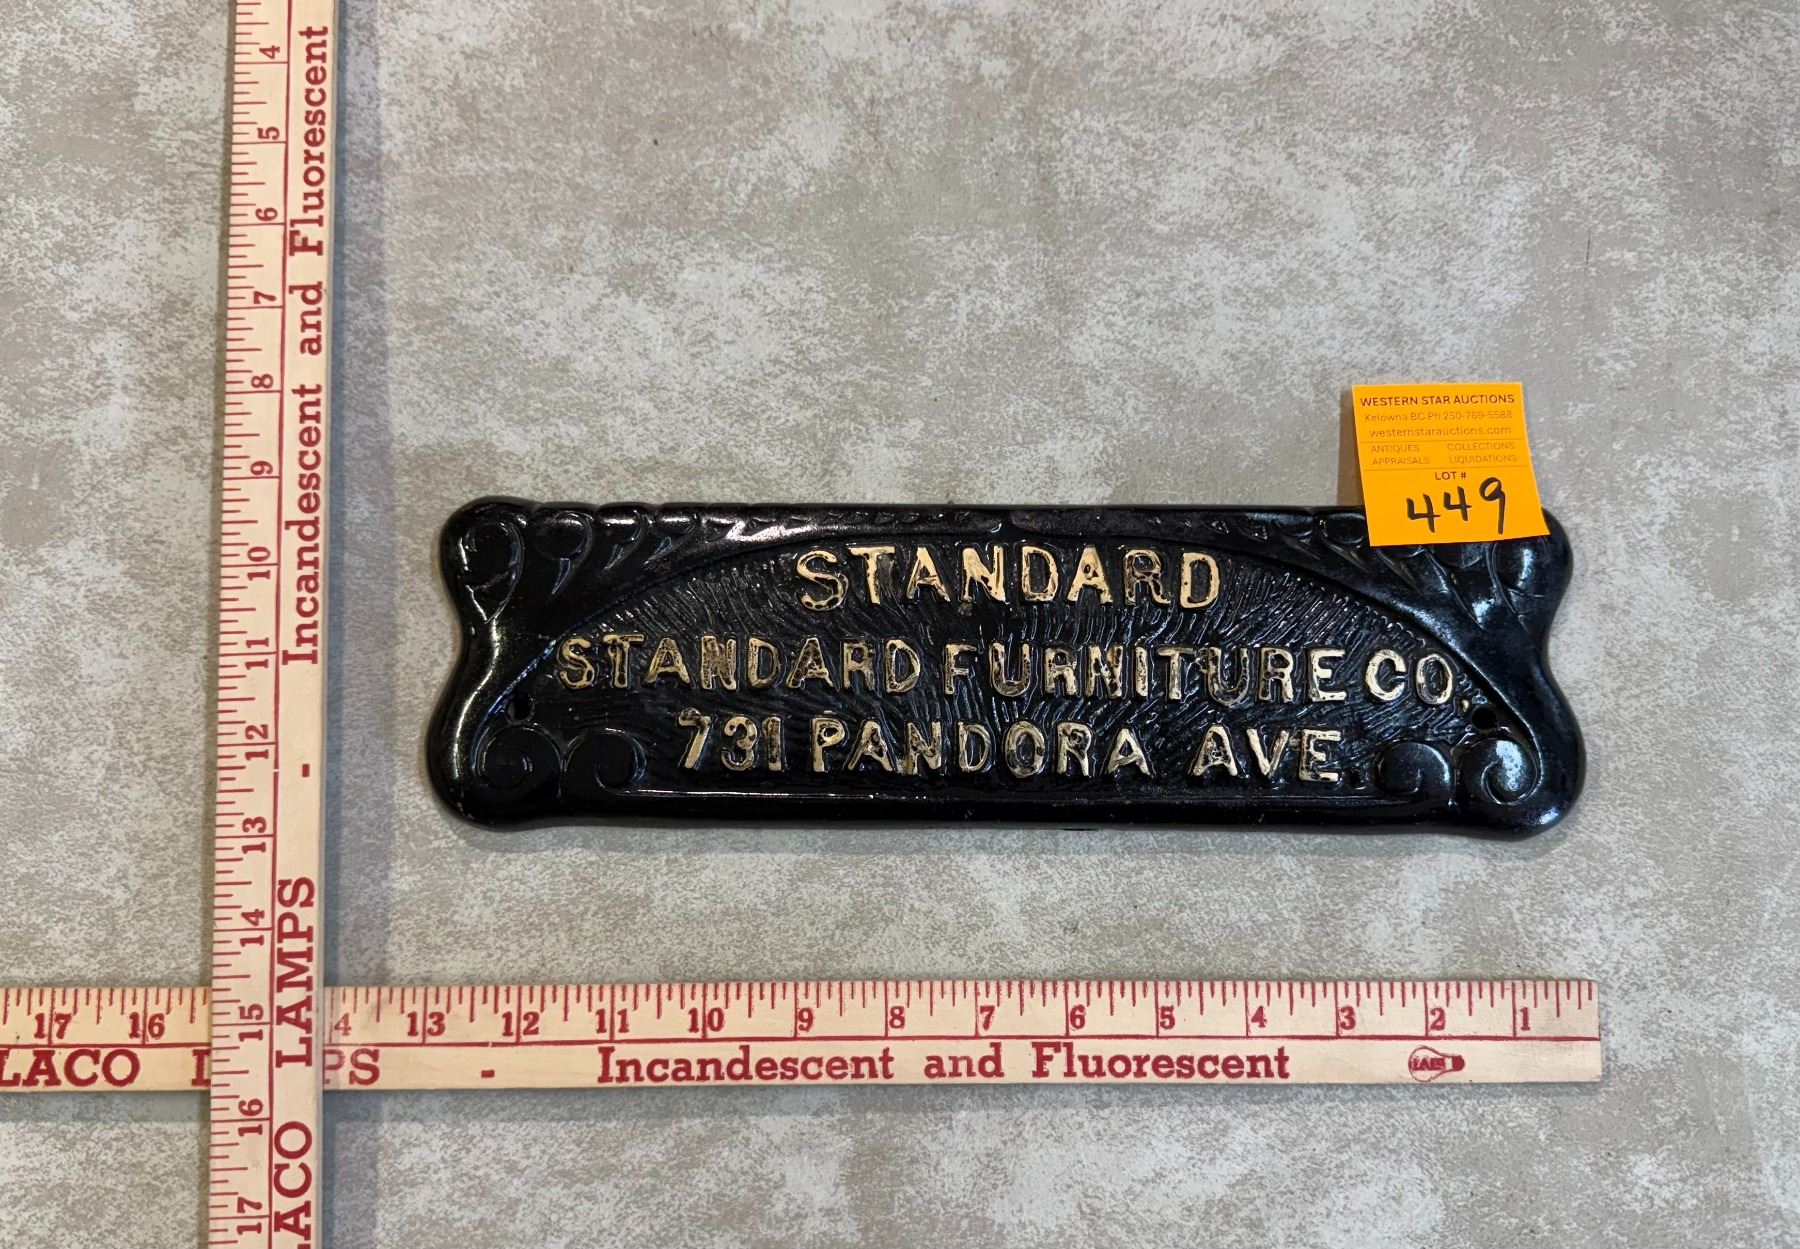 STANDARD
STANDARD FURNITURE CO,
731 PANDORA AVE.
WESTERN STAR AUCTIONS
Kelowna BC Ph.250-769-5588
westernstarauctions.com
ANTIQUES COLLECTIONS
APPRAISALS LIQUIDATIONS
LOT #
449
4 5 6 7 8 9 10 11 12 13 14 15 16 17
LACO LAMPS - Incandescent and Fluorescent
LACO
17 16 4 13 12 11 10 9 8 7 6 5 4 3 2 1
LACO PS - Incandescent and Fluorescent